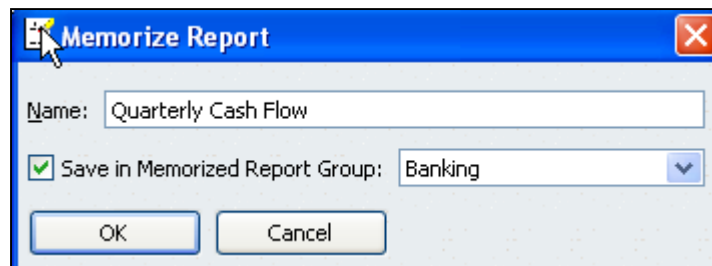 Memorize Report
Name: Quarterly Cash Flow
Save in Memorized Report Group: Banking
OK Cancel